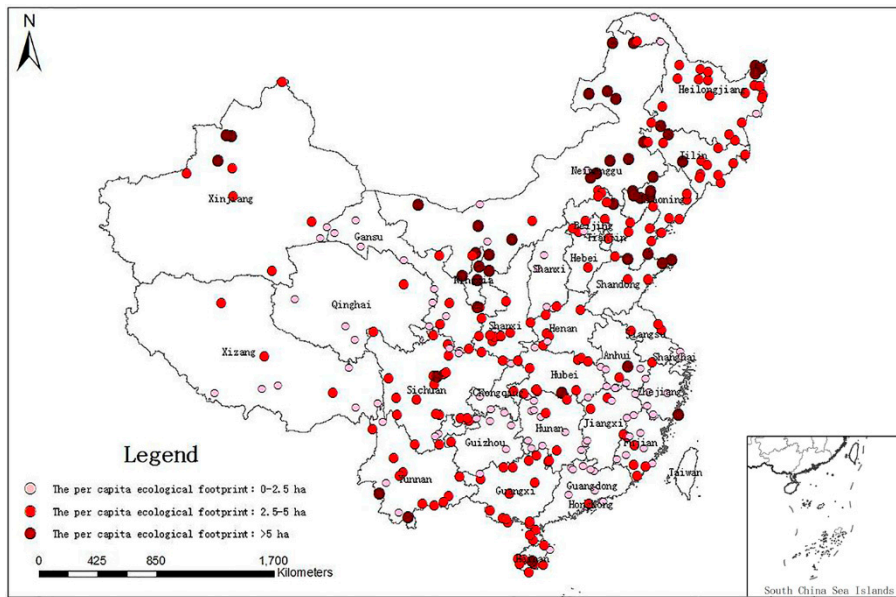 N
Heilongjiang
Jilin
Neimenggu
Liaoning
Xinjiang
Gansu
Beijing
Tianjin
Hebei
Shanxi
Ningxia
Shandong
Qinghai
Shanxi
Henan
Jiangsu
Xizang
Anhui
Shanghai
Hubei
Sichuan
Chongqing
Zhejiang
Hunan
Jiangxi
Guizhou
Fujian
Yunnan
Taiwan
Guangxi
Guangdong
HongKong
Hainan
Legend
The per capita ecological footprint: 0-2.5 ha
The per capita ecological footprint: 2.5-5 ha
The per capita ecological footprint: >5 ha
0 425 850 1,700
Kilometers
South China Sea Islands